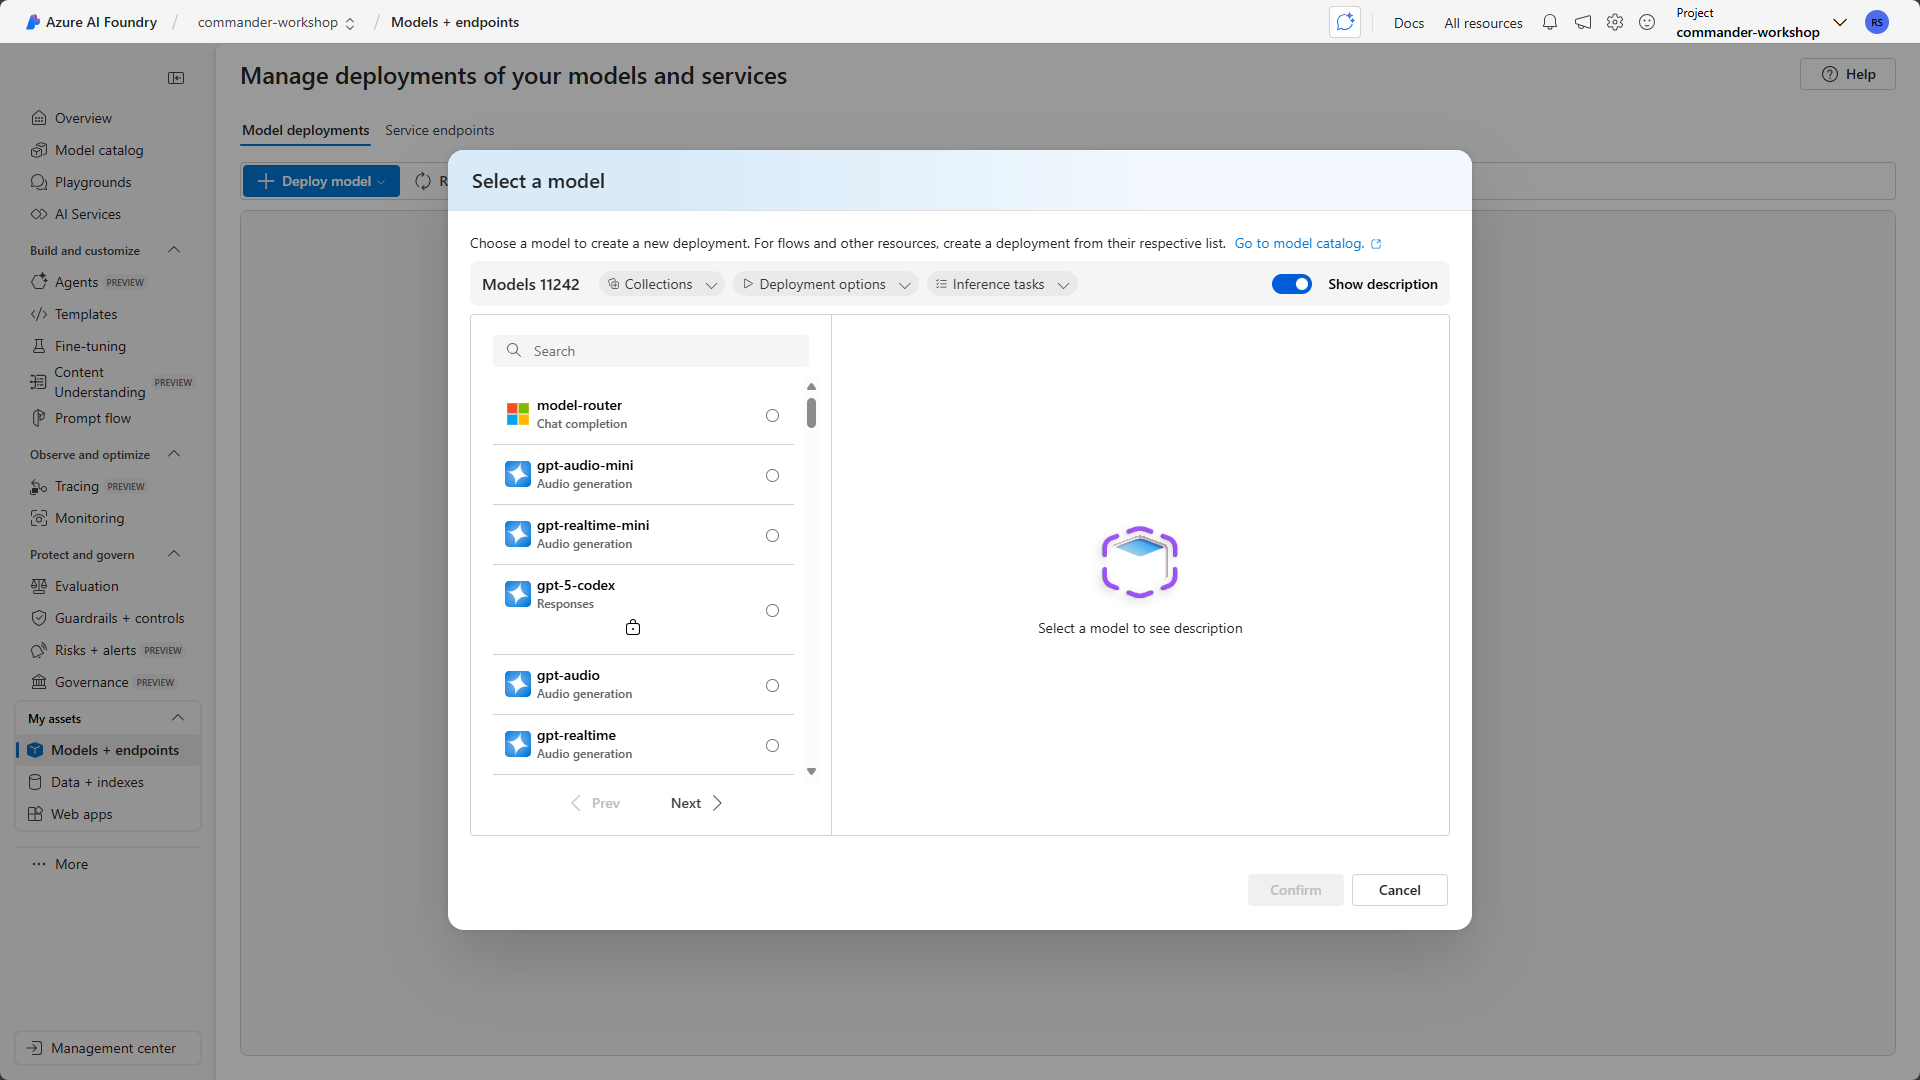 Azure AI Foundry / commander-workshop / Models + endpoints
Docs All resources Project commander-workshop RS
Manage deployments of your models and services
Help
Overview
Model catalog
Playgrounds
AI Services
Build and customize
Agents PREVIEW
Templates
Fine-tuning
Content Understanding PREVIEW
Prompt flow
Observe and optimize
Tracing PREVIEW
Monitoring
Protect and govern
Evaluation
Guardrails + controls
Risks + alerts PREVIEW
Governance PREVIEW
My assets
Models + endpoints
Data + indexes
Web apps
More
Management center
Model deployments Service endpoints
Deploy model R
Select a model
Choose a model to create a new deployment. For flows and other resources, create a deployment from their respective list. Go to model catalog.
Models 11242 Collections Deployment options Inference tasks Show description
Search
model-router
Chat completion
gpt-audio-mini
Audio generation
gpt-realtime-mini
Audio generation
gpt-5-codex
Responses
gpt-audio
Audio generation
gpt-realtime
Audio generation
Prev Next
Select a model to see description
Confirm Cancel